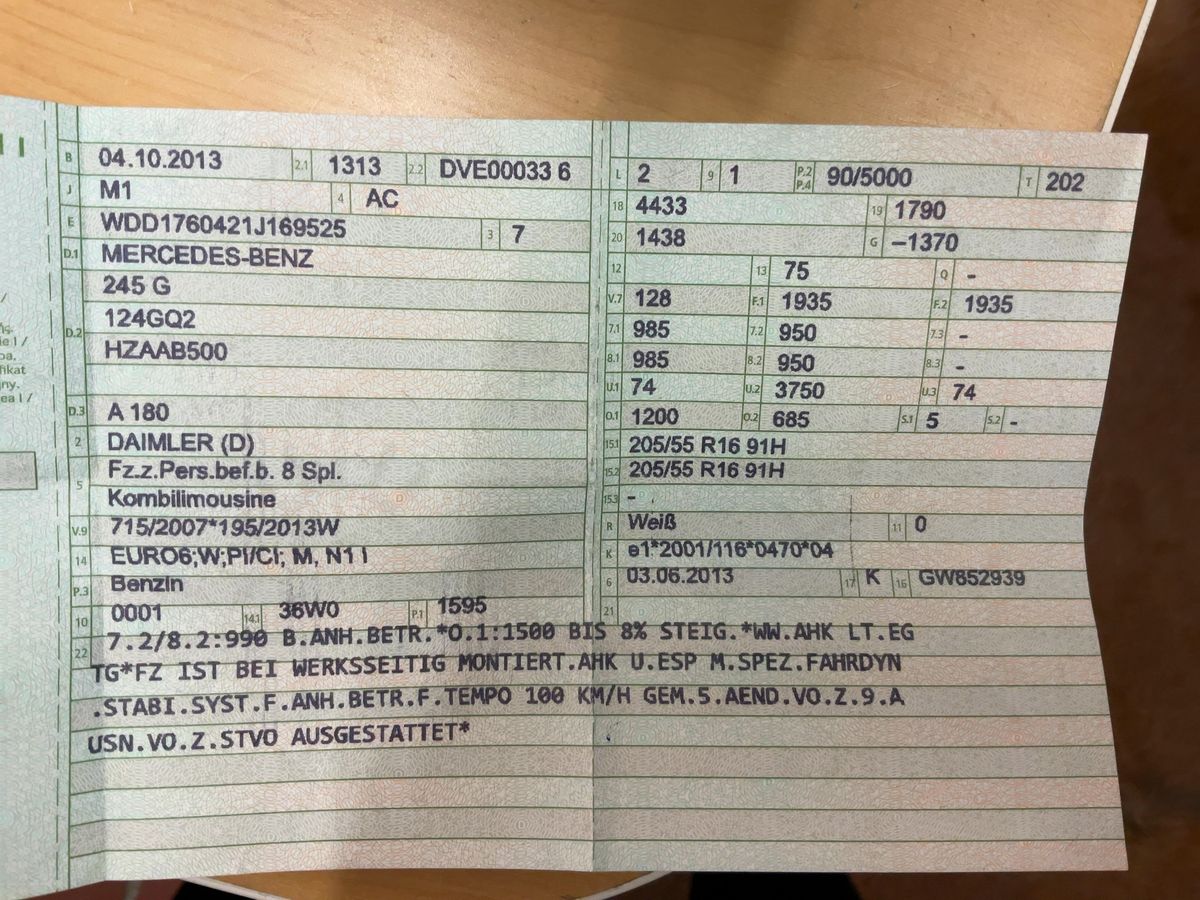 I
B 04.10.2013 2.1 1313 2.2 DVE00033 6
J M1 4 AC
E WDD1760421J169525 3 7
D.1 MERCEDES-BENZ
245 G
D.2 124GQ2
HZAAB500
D.3 A 180
2 DAIMLER (D)
Fz.z.Pers.bef.b. 8 Spl.
5 Kombilimousine
V.9 715/2007*195/2013W
14 EURO6;W;PI/CI; M, N1 I
P.3 Benzin
10 0001 14.1 36W0 P.1 1595
L 2 9 1 P.2 P.4 90/5000 T 202
18 4433 19 1790
20 1438 G –1370
12 13 75 Q -
V.7 128 F.1 1935 F.2 1935
7.1 985 7.2 950 7.3 -
8.1 985 8.2 950 8.3 -
U.1 74 U.2 3750 U.3 74
O.1 1200 O.2 685 S.1 5 S.2 -
15.1 205/55 R16 91H
15.2 205/55 R16 91H
15.3 -
R Weiß 11 0
K e1*2001/116*0470*04
6 03.06.2013 17 K 16 GW852939
21
22 7.2/8.2:990 B.ANH.BETR.*O.1:1500 BIS 8% STEIG.*WW.AHK LT.EG
TG*FZ IST BEI WERKSSEITIG MONTIERT.AHK U.ESP M.SPEZ.FAHRDYN
.STABI.SYST.F.ANH.BETR.F.TEMPO 100 KM/H GEM.5.AEND.VO.Z.9.A
USN.VO.Z.STVO AUSGESTATTET*